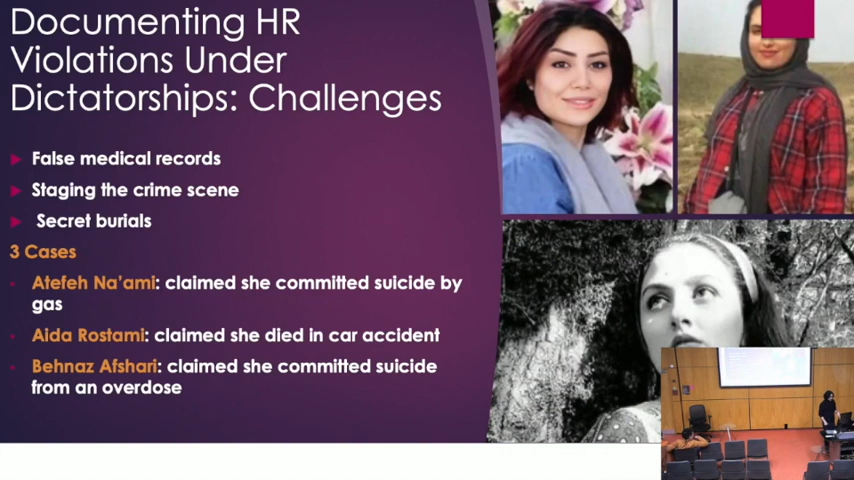 Documenting HR
Violations Under
Dictatorships: Challenges
False medical records
Staging the crime scene
Secret burials
3 Cases
Atefeh Na'ami: claimed she committed suicide by
gas
Aida Rostami: claimed she died in car accident
Behnaz Afshari: claimed she committed suicide
from an overdose